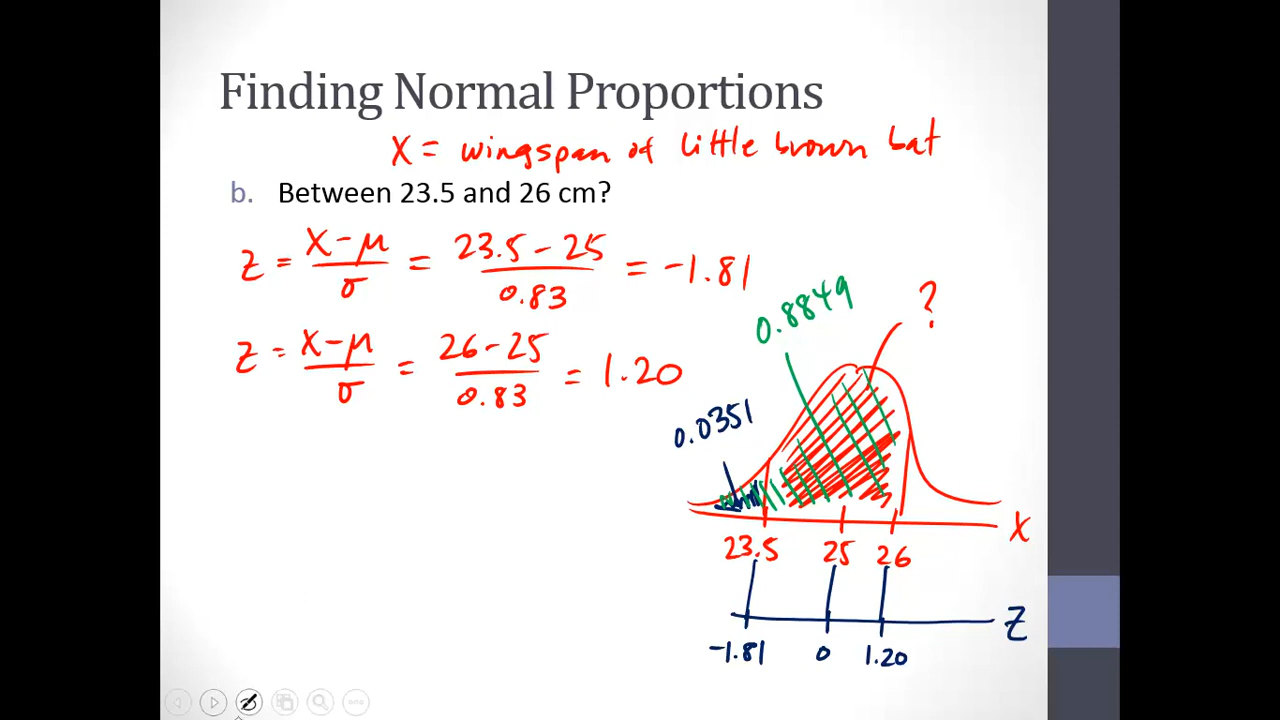 Finding Normal Proportions
X = wingspan of little brown bat
b. Between 23.5 and 26 cm?
z = X-μ/σ = 23.5-25/0.83 = -1.81
z = X-μ/σ = 26-25/0.83 = 1.20
0.8849
?
0.0351
X
23.5 25 26
Z
-1.81 0 1.20